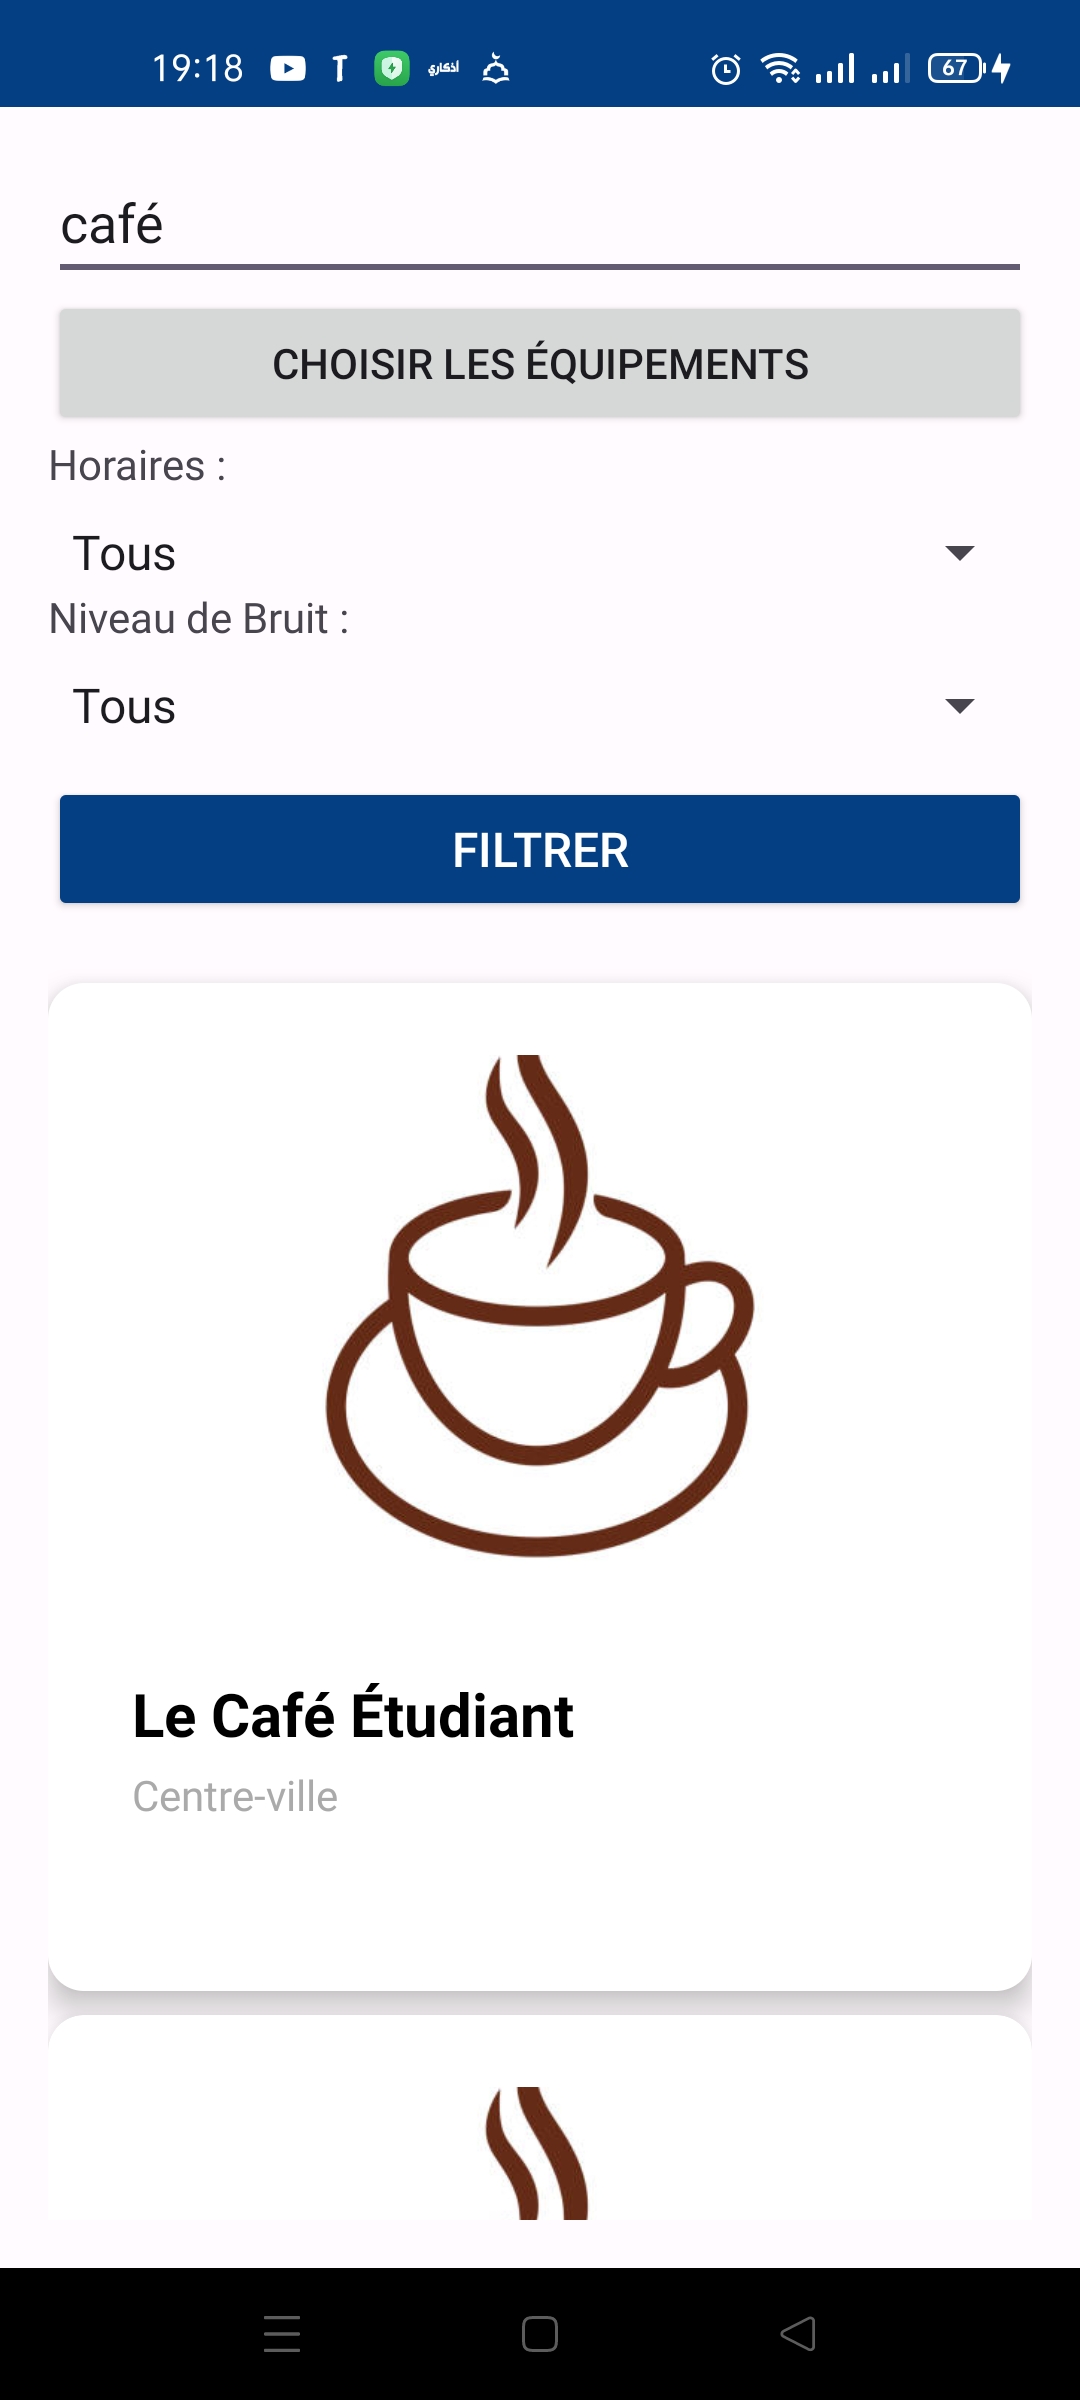 19:18 أذكاري 67
café
CHOISIR LES ÉQUIPEMENTS
Horaires :
Tous
Niveau de Bruit :
Tous
FILTRER
Le Café Étudiant
Centre-ville